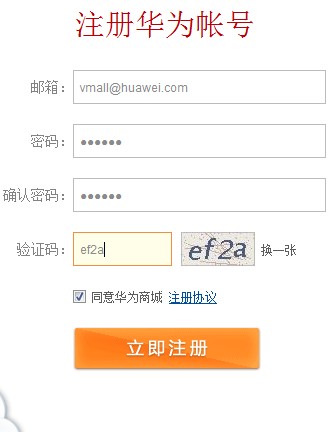 注册华为帐号
邮箱： vmall@huawei.com
密码： ●●●●●●
确认密码： ●●●●●●
验证码： ef2a ef2a 换一张
同意华为商城 注册协议
立即注册